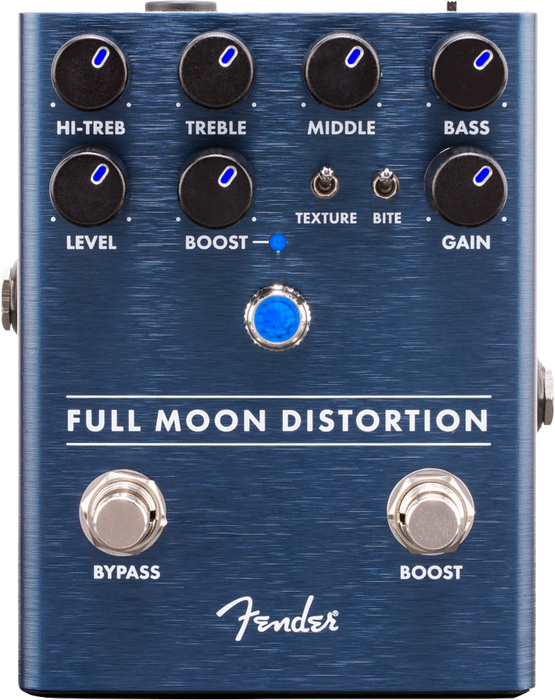 HI-TREB TREBLE MIDDLE BASS
LEVEL BOOST TEXTURE BITE GAIN
FULL MOON DISTORTION
BYPASS BOOST
Fender